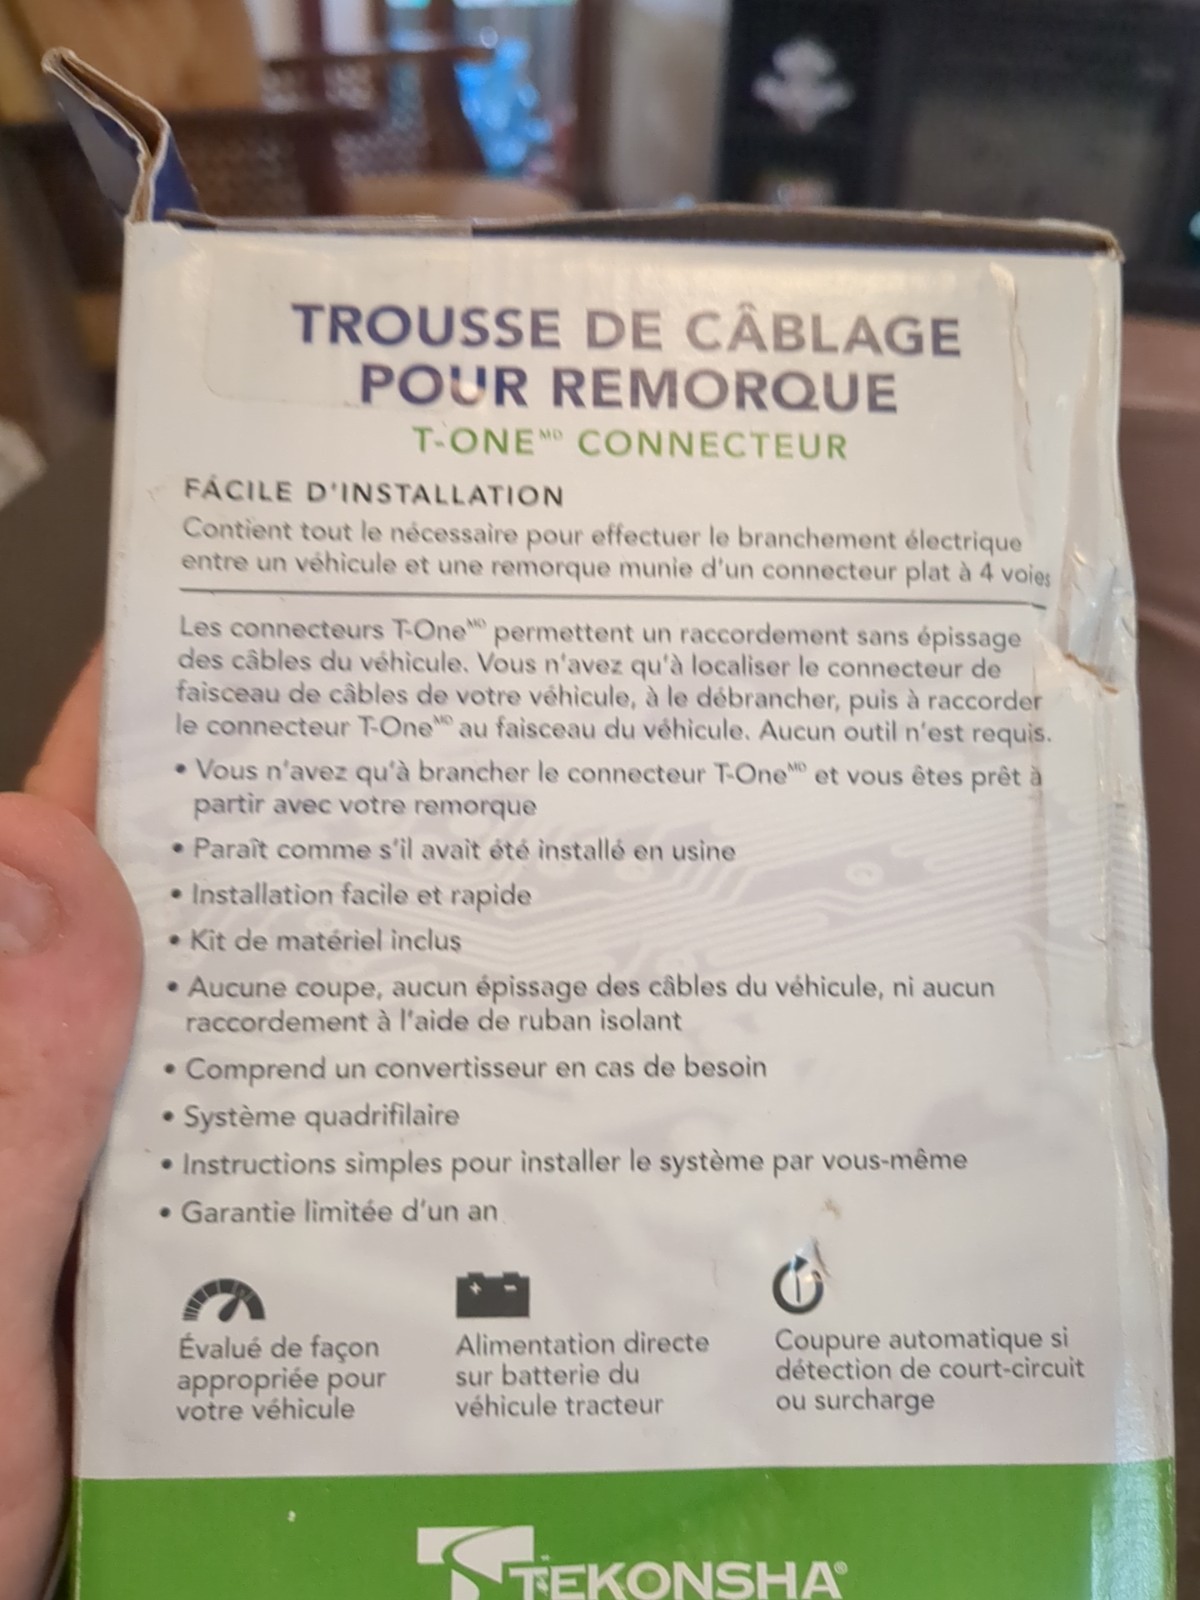 TROUSSE DE CÂBLAGE
POUR REMORQUE
T-ONE MD CONNECTEUR
FÁCILE D'INSTALLATION
Contient tout le nécessaire pour effectuer le branchement électrique
entre un véhicule et une remorque munie d'un connecteur plat à 4 voies
Les connecteurs T-One MD permettent un raccordement sans épissage
des câbles du véhicule. Vous n'avez qu'à localiser le connecteur de
faisceau de câbles de votre véhicule, à le débrancher, puis à raccorder
le connecteur T-One MD au faisceau du véhicule. Aucun outil n'est requis.
• Vous n'avez qu'à brancher le connecteur T-One MD et vous êtes prêt à
partir avec votre remorque
• Paraît comme s'il avait été installé en usine
• Installation facile et rapide
• Kit de matériel inclus
• Aucune coupe, aucun épissage des câbles du véhicule, ni aucun
raccordement à l'aide de ruban isolant
• Comprend un convertisseur en cas de besoin
• Système quadrifilaire
• Instructions simples pour installer le système par vous-même
• Garantie limitée d'un an
Évalué de façon
appropriée pour
votre véhicule
Alimentation directe
sur batterie du
véhicule tracteur
Coupure automatique si
détection de court-circuit
ou surcharge
TEKONSHA®